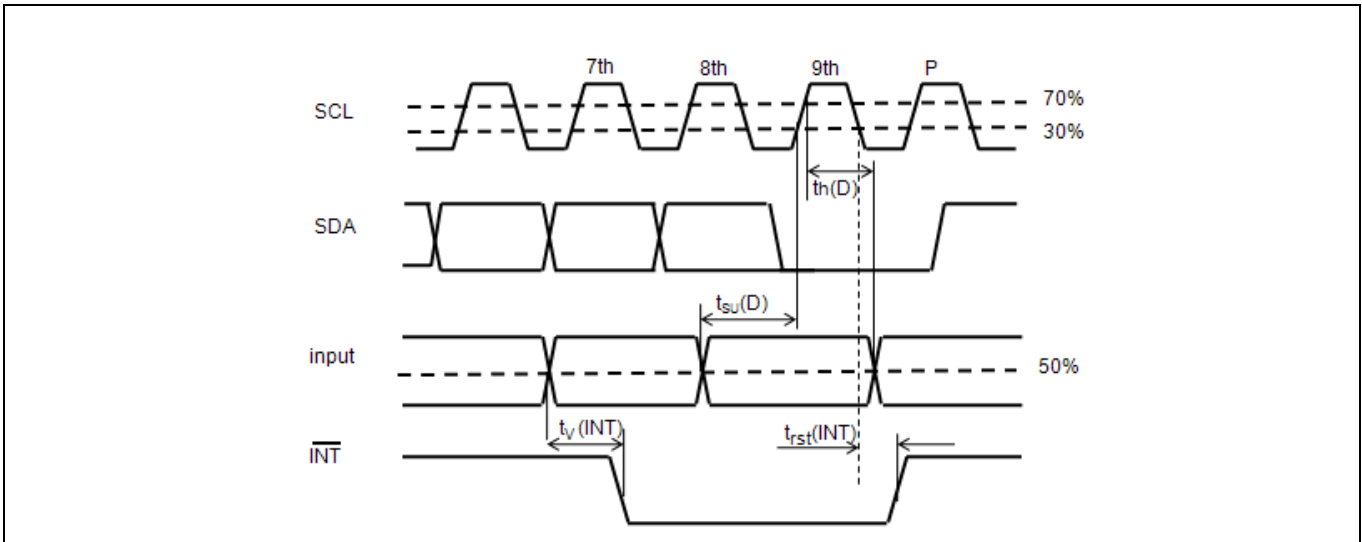 7th 8th 9th P
SCL
70%
30%
th(D)
SDA
tSU(D)
input
50%
tV(INT)
trst(INT)
INT